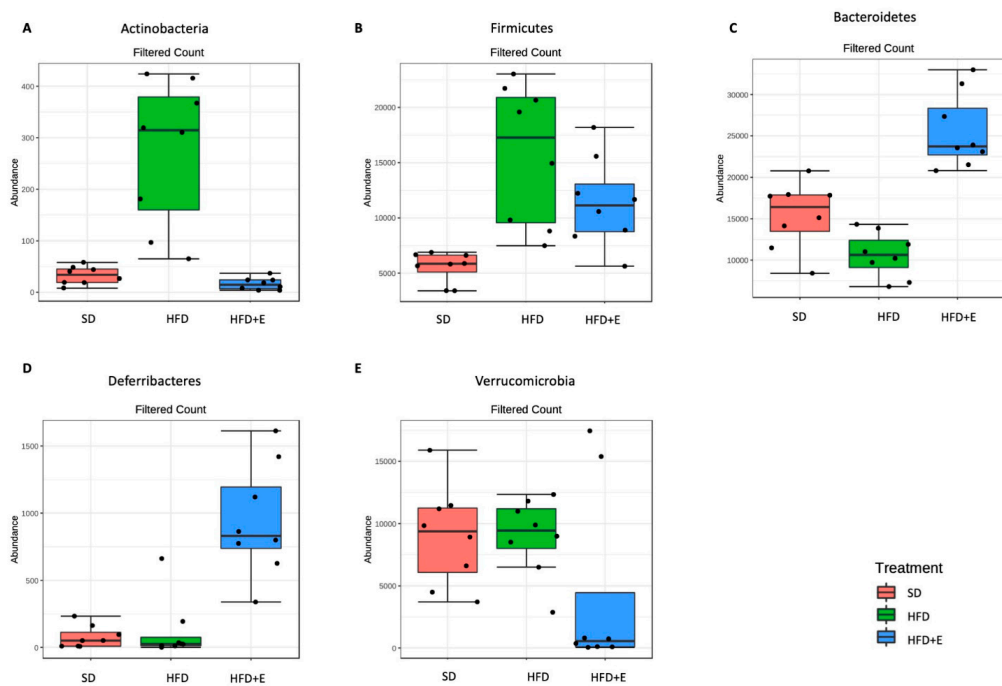 A Actinobacteria
Filtered Count
400
300
200
100
0
Abundance
SD HFD HFD+E
B Firmicutes
Filtered Count
20000
15000
10000
5000
Abundance
SD HFD HFD+E
Bacteroidetes
C
Filtered Count
30000
25000
20000
15000
10000
Abundance
SD HFD HFD+E
D
Deferribacteres
Filtered Count
1500
1000
500
0
Abundance
SD HFD HFD+E
E Verrucomicrobia
Filtered Count
15000
10000
5000
0
Abundance
SD HFD HFD+E
Treatment
SD
HFD
HFD+E